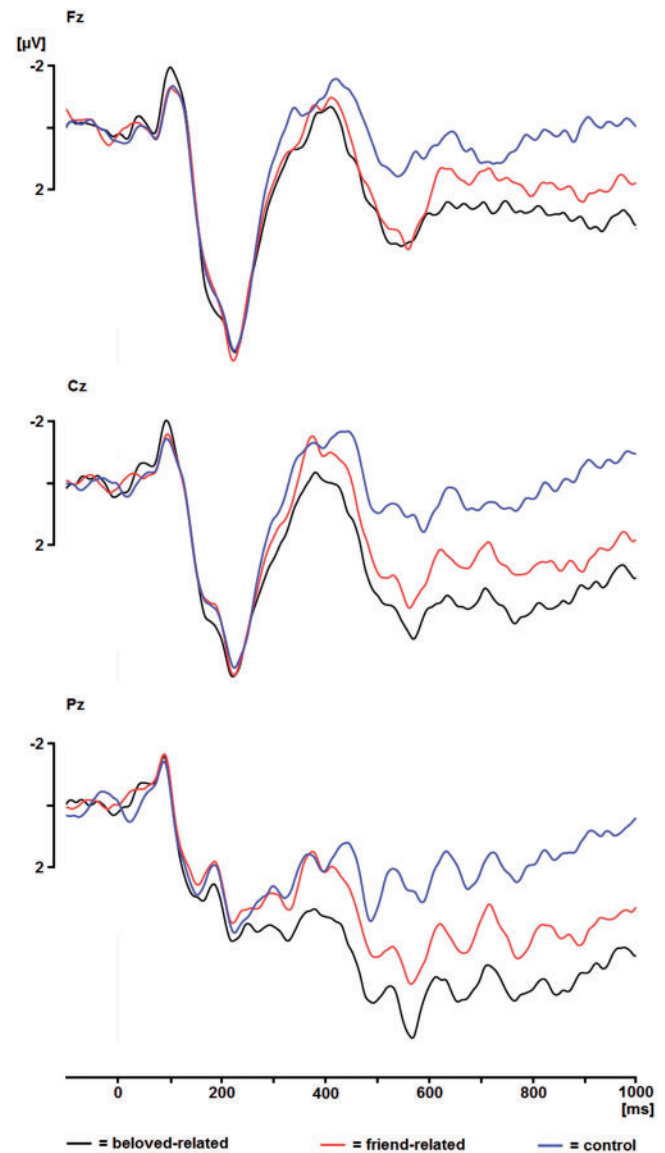 Fz
[µV]
-2
2
Cz
-2
2
Pz
-2
2
0 200 400 600 800 1000
[ms]
= beloved-related = friend-related = control